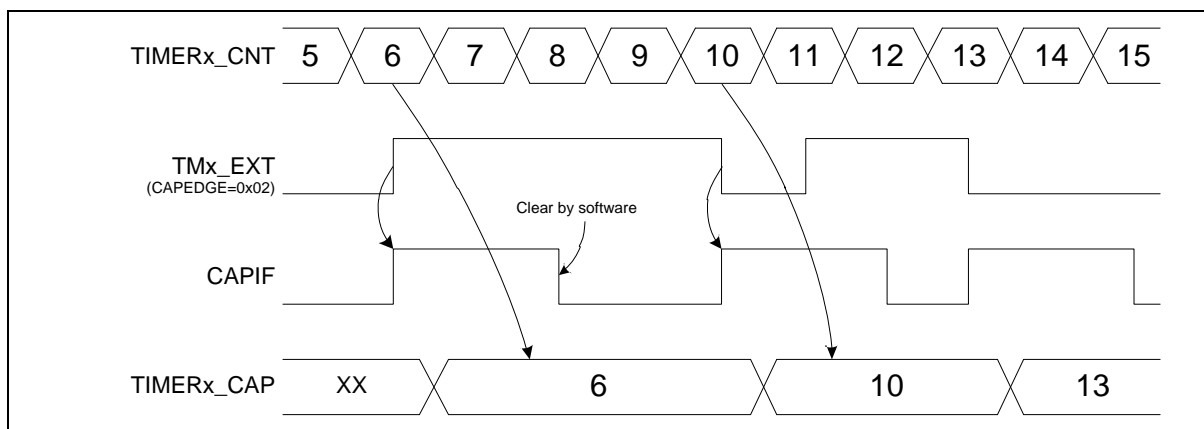 TIMERx_CNT 5 6 7 8 9 10 11 12 13 14 15
TMx_EXT
(CAPEDGE=0x02)
Clear by software
CAPIF
TIMERx_CAP XX 6 10 13